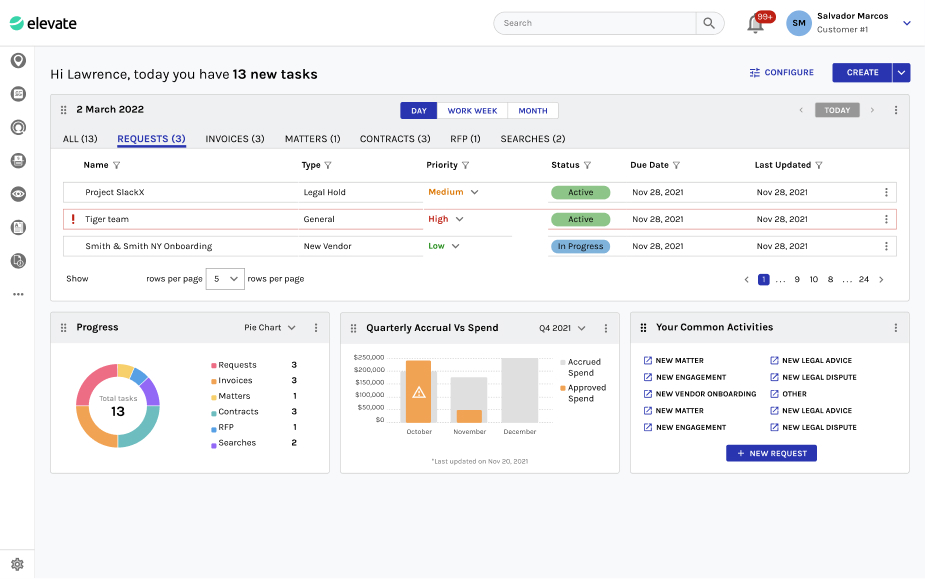 elevate
Search
99+
SM
Salvador Marcos
Customer #1
Hi Lawrence, today you have 13 new tasks
CONFIGURE
CREATE
2 March 2022
DAY
WORK WEEK
MONTH
TODAY
ALL (13) REQUESTS (3) INVOICES (3) MATTERS (1) CONTRACTS (3) RFP (1) SEARCHES (2)
Name Type Priority Status Due Date Last Updated
Project SlackX Legal Hold Medium Active Nov 28, 2021 Nov 28, 2021
! Tiger team General High Active Nov 28, 2021 Nov 28, 2021
Smith & Smith NY Onboarding New Vendor Low In Progress Nov 28, 2021 Nov 28, 2021
Show rows per page 5 rows per page
1 ... 9 10 8 ... 24
Progress
Pie Chart
Total tasks
13
Requests 3
Invoices 3
Matters 1
Contracts 3
RFP 1
Searches 2
Quarterly Accrual Vs Spend
Q4 2021
$250,000
$200,000
$150,000
$100,000
$50,000
$0
October November December
Accrued
Spend
Approved
Spend
*Last updated on Nov 20, 2021
Your Common Activities
NEW MATTER NEW LEGAL ADVICE
NEW ENGAGEMENT NEW LEGAL DISPUTE
NEW VENDOR ONBOARDING OTHER
NEW MATTER NEW LEGAL ADVICE
NEW ENGAGEMENT NEW LEGAL DISPUTE
+ NEW REQUEST